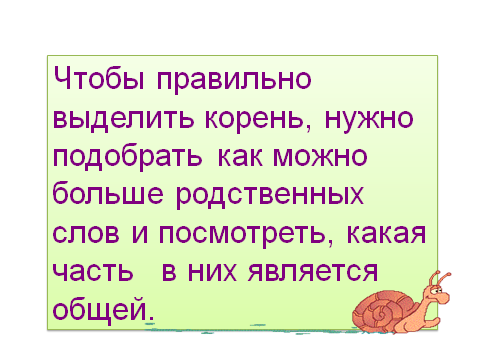 Чтобы правильно
выделить корень, нужно
подобрать как можно
больше родственных
слов и посмотреть, какая
часть в них является
общей.